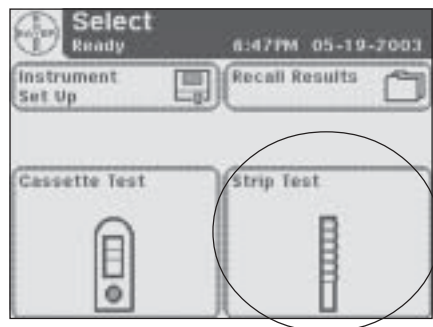 Select
Ready 6:47PM 05-19-2003
Instrument
Set Up
Recall Results
Cassette Test
Strip Test